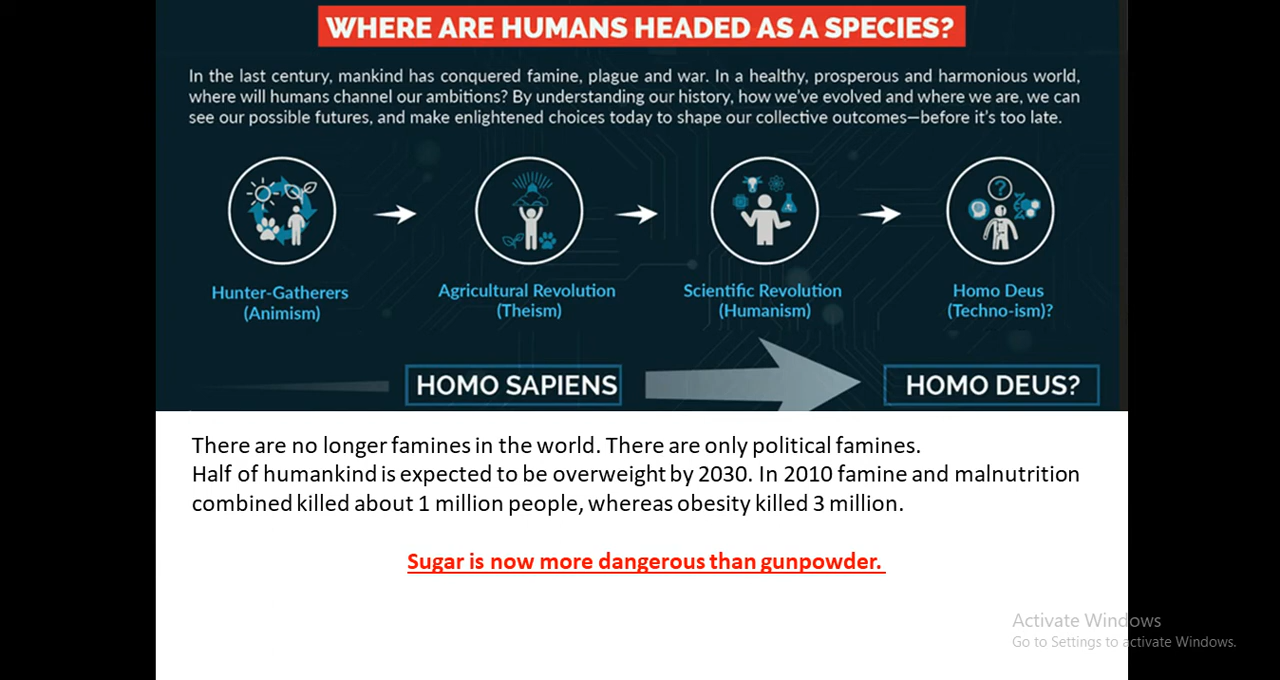 WHERE ARE HUMANS HEADED AS A SPECIES?
In the last century, mankind has conquered famine, plague and war. In a healthy, prosperous and harmonious world,
where will humans channel our ambitions? By understanding our history, how we've evolved and where we are, we can
see our possible futures, and make enlightened choices today to shape our collective outcomes—before it's too late.
Hunter-Gatherers
(Animism)
Agricultural Revolution
(Theism)
Scientific Revolution
(Humanism)
Homo Deus
(Techno-ism)?
HOMO SAPIENS
HOMO DEUS?
There are no longer famines in the world. There are only political famines.
Half of humankind is expected to be overweight by 2030. In 2010 famine and malnutrition
combined killed about 1 million people, whereas obesity killed 3 million.
Sugar is now more dangerous than gunpowder.
Activate Windows
Go to Settings to activate Windows.